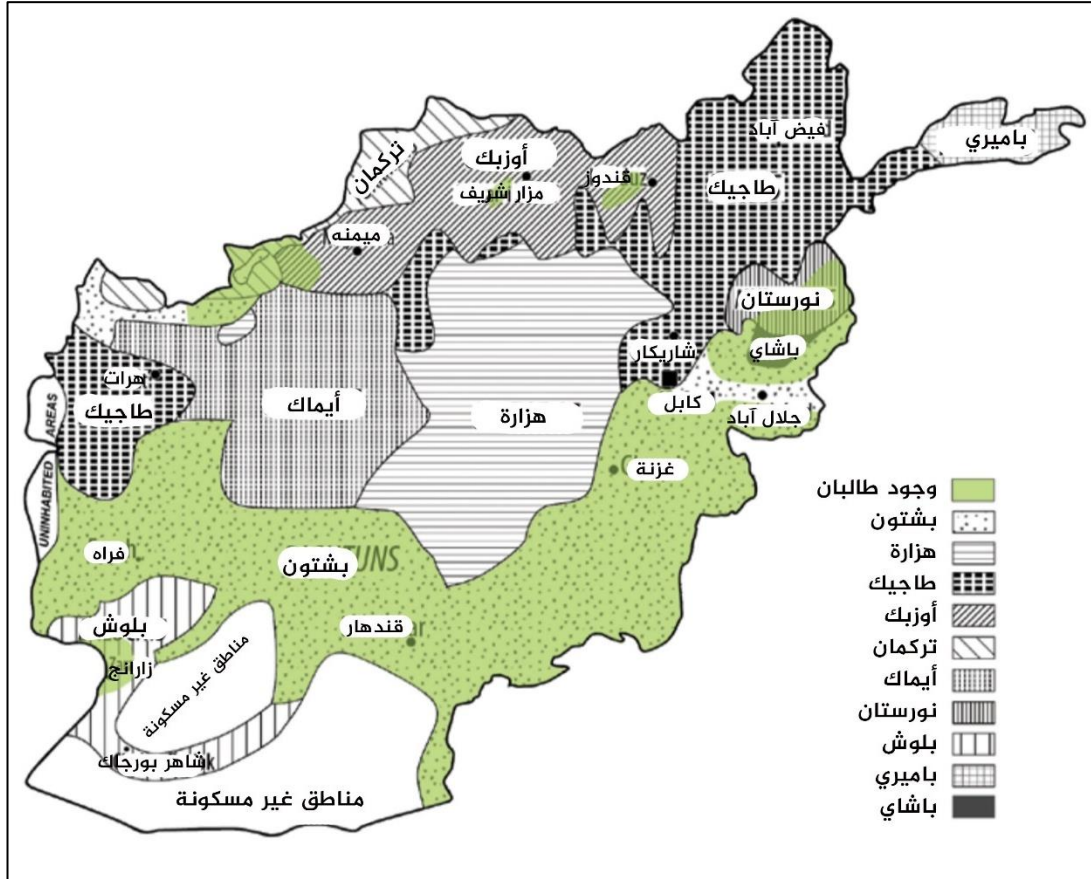 باميري
فيض آباد
تركمان
أوزبك
مزار شريف
قندوز
طاجيك
ميمنه
نورستان
باشاي
شاريكار
هرات
طاجيك
أيماك
هزارة
كابل
جلال آباد
غزنة
UNINHABITED AREAS
فراه
بشتون
UNS
قندهار
بلوش
زارانج
مناطق غير مسكونة
شاهر بورجاك
مناطق غير مسكونة
وجود طالبان
بشتون
هزارة
طاجيك
أوزبك
تركمان
أيماك
نورستان
بلوش
باميري
باشاي